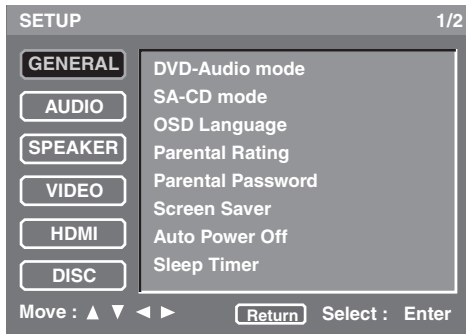 SETUP 1/2
GENERAL
AUDIO
SPEAKER
VIDEO
HDMI
DISC
DVD-Audio mode
SA-CD mode
OSD Language
Parental Rating
Parental Password
Screen Saver
Auto Power Off
Sleep Timer
Move : ▲ ▼ ◄ ► Return Select : Enter